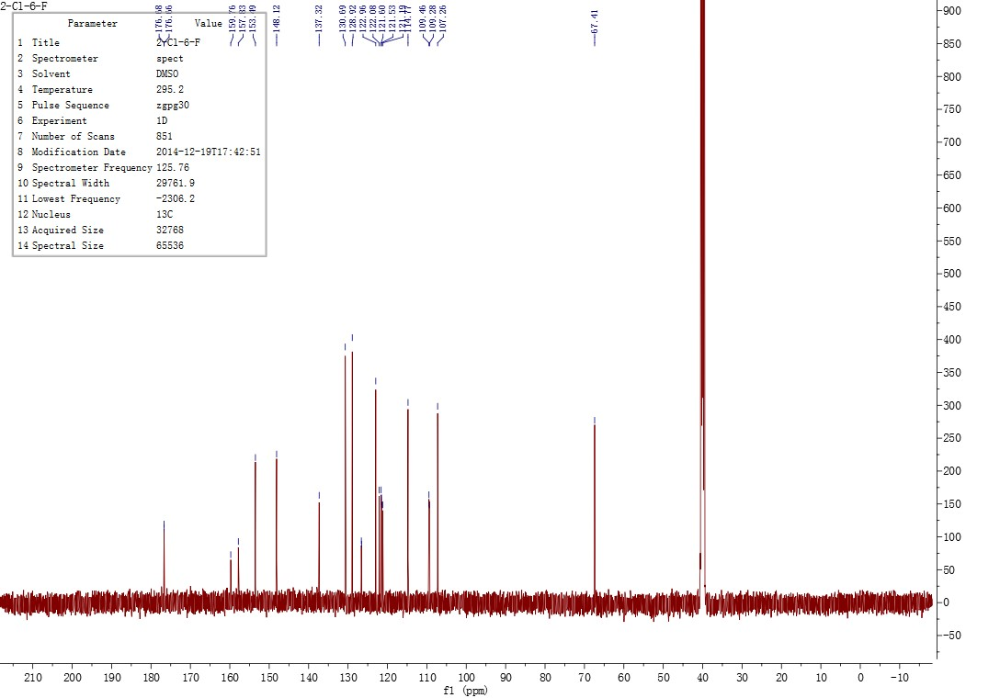 2-Cl-6-F
176.68
176.66
159.76
157.83
153.49
148.12
137.32
130.69
128.92
122.96
122.08
121.60
121.53
121.19
114.77
109.46
109.28
107.26
67.41
Parameter Value
1 Title 2-Cl-6-F
2 Spectrometer spect
3 Solvent DMSO
4 Temperature 295.2
5 Pulse Sequence zgpg30
6 Experiment 1D
7 Number of Scans 851
8 Modification Date 2014-12-19T17:42:51
9 Spectrometer Frequency 125.76
10 Spectral Width 29761.9
11 Lowest Frequency -2306.2
12 Nucleus 13C
13 Acquired Size 32768
14 Spectral Size 65536
900
850
800
750
700
650
600
550
500
450
400
350
300
250
200
150
100
50
0
-50
210 200 190 180 170 160 150 140 130 120 110 100 90 80 70 60 50 40 30 20 10 0 -10
f1 (ppm)